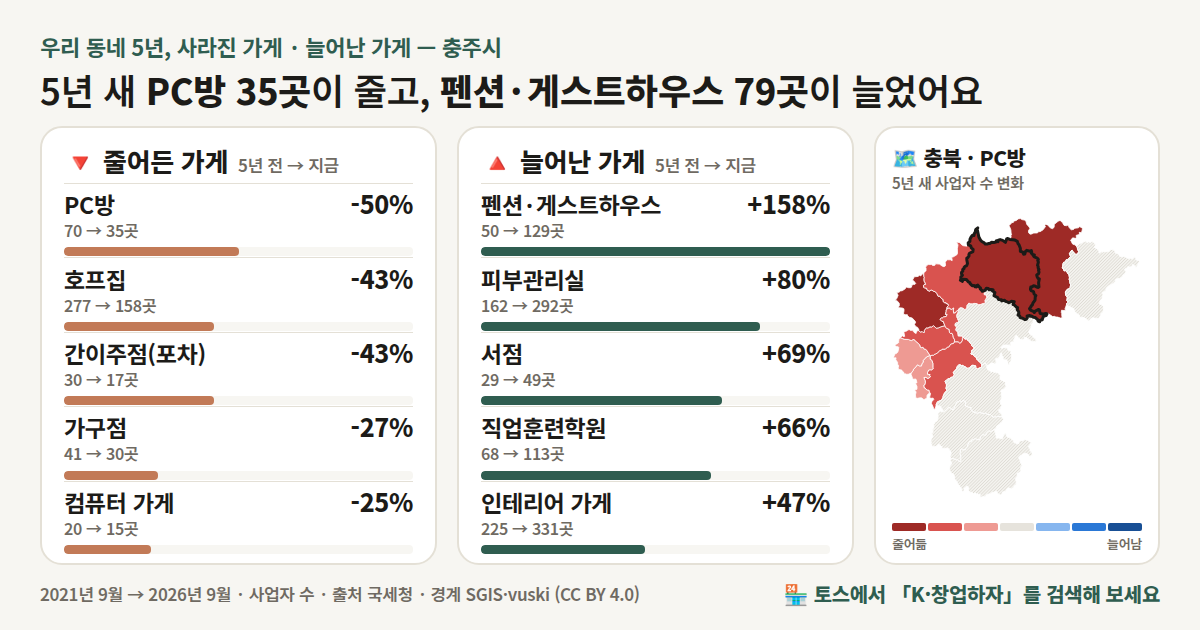 우리 동네 5년, 사라진 가게 · 늘어난 가게 — 충주시
5년 새 PC방 35곳이 줄고, 펜션·게스트하우스 79곳이 늘었어요
줄어든 가게 5년 전 → 지금
PC방 -50%
70 → 35곳
호프집 -43%
277 → 158곳
간이주점(포차) -43%
30 → 17곳
가구점 -27%
41 → 30곳
컴퓨터 가게 -25%
20 → 15곳
늘어난 가게 5년 전 → 지금
펜션·게스트하우스 +158%
50 → 129곳
피부관리실 +80%
162 → 292곳
서점 +69%
29 → 49곳
직업훈련학원 +66%
68 → 113곳
인테리어 가게 +47%
225 → 331곳
충북 · PC방
5년 새 사업자 수 변화
줄어듦 늘어남
2021년 9월 → 2026년 9월 · 사업자 수 · 출처 국세청 · 경계 SGIS·vuski (CC BY 4.0)
토스에서 「K·창업하자」를 검색해 보세요